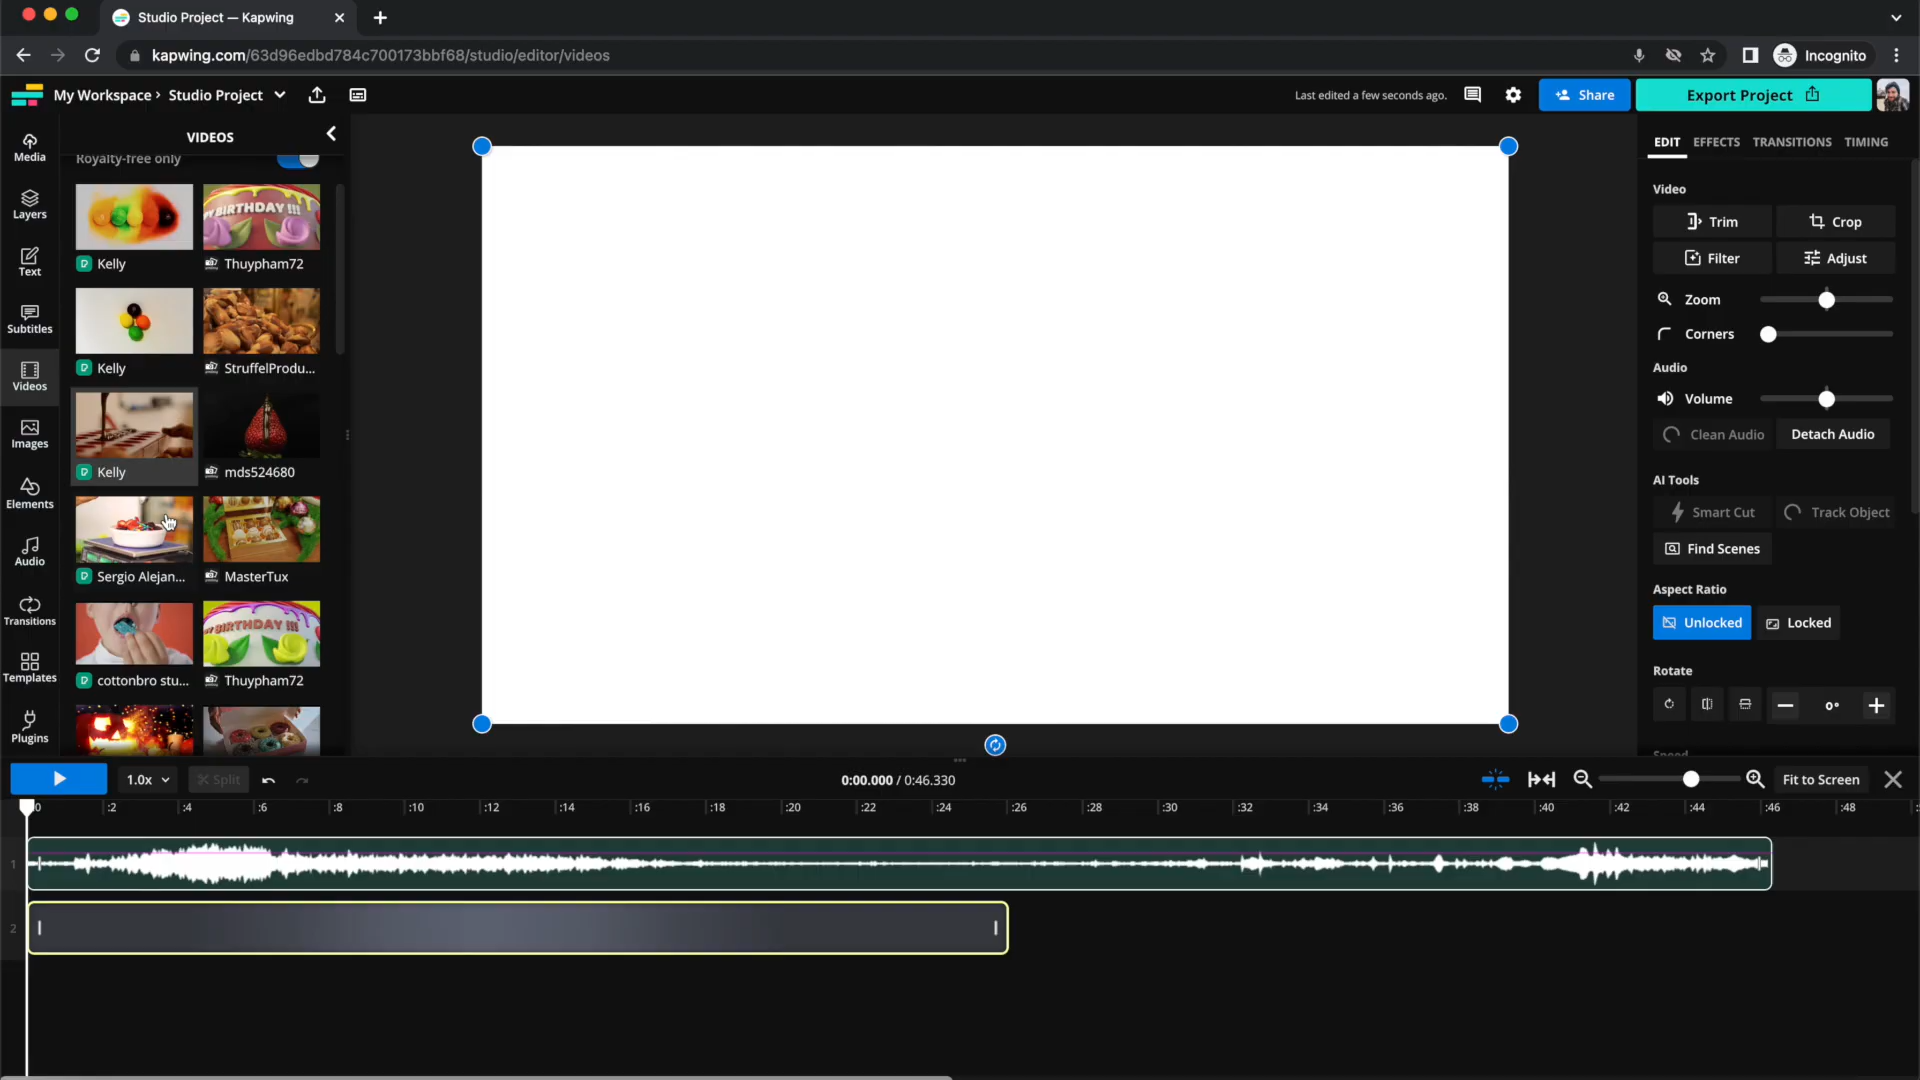 Studio Project — Kapwing
kapwing.com/63d96edbd784c700173bbf68/studio/editor/videos
Incognito
My Workspace › Studio Project
Last edited a few seconds ago.
Share
Export Project
Media
Layers
Text
Subtitles
Videos
Images
Elements
Audio
Transitions
Templates
Plugins
VIDEOS
Royalty-free only
Y BIRTHDAY !!!
Kelly
Thuypham72
Kelly
StruffelProdu...
Kelly
mds524680
Sergio Alejan...
MasterTux
Y BIRTHDAY !!!
cottonbro stu...
Thuypham72
EDIT EFFECTS TRANSITIONS TIMING
Video
Trim
Crop
Filter
Adjust
Zoom
Corners
Audio
Volume
Clean Audio
Detach Audio
AI Tools
Smart Cut
Track Object
Find Scenes
Aspect Ratio
Unlocked
Locked
Rotate
0°
Speed
1.0x
Split
0:00.000 / 0:46.330
Fit to Screen
:0 :2 :4 :6 :8 :10 :12 :14 :16 :18 :20 :22 :24 :26 :28 :30 :32 :34 :36 :38 :40 :42 :44 :46 :48
1
2